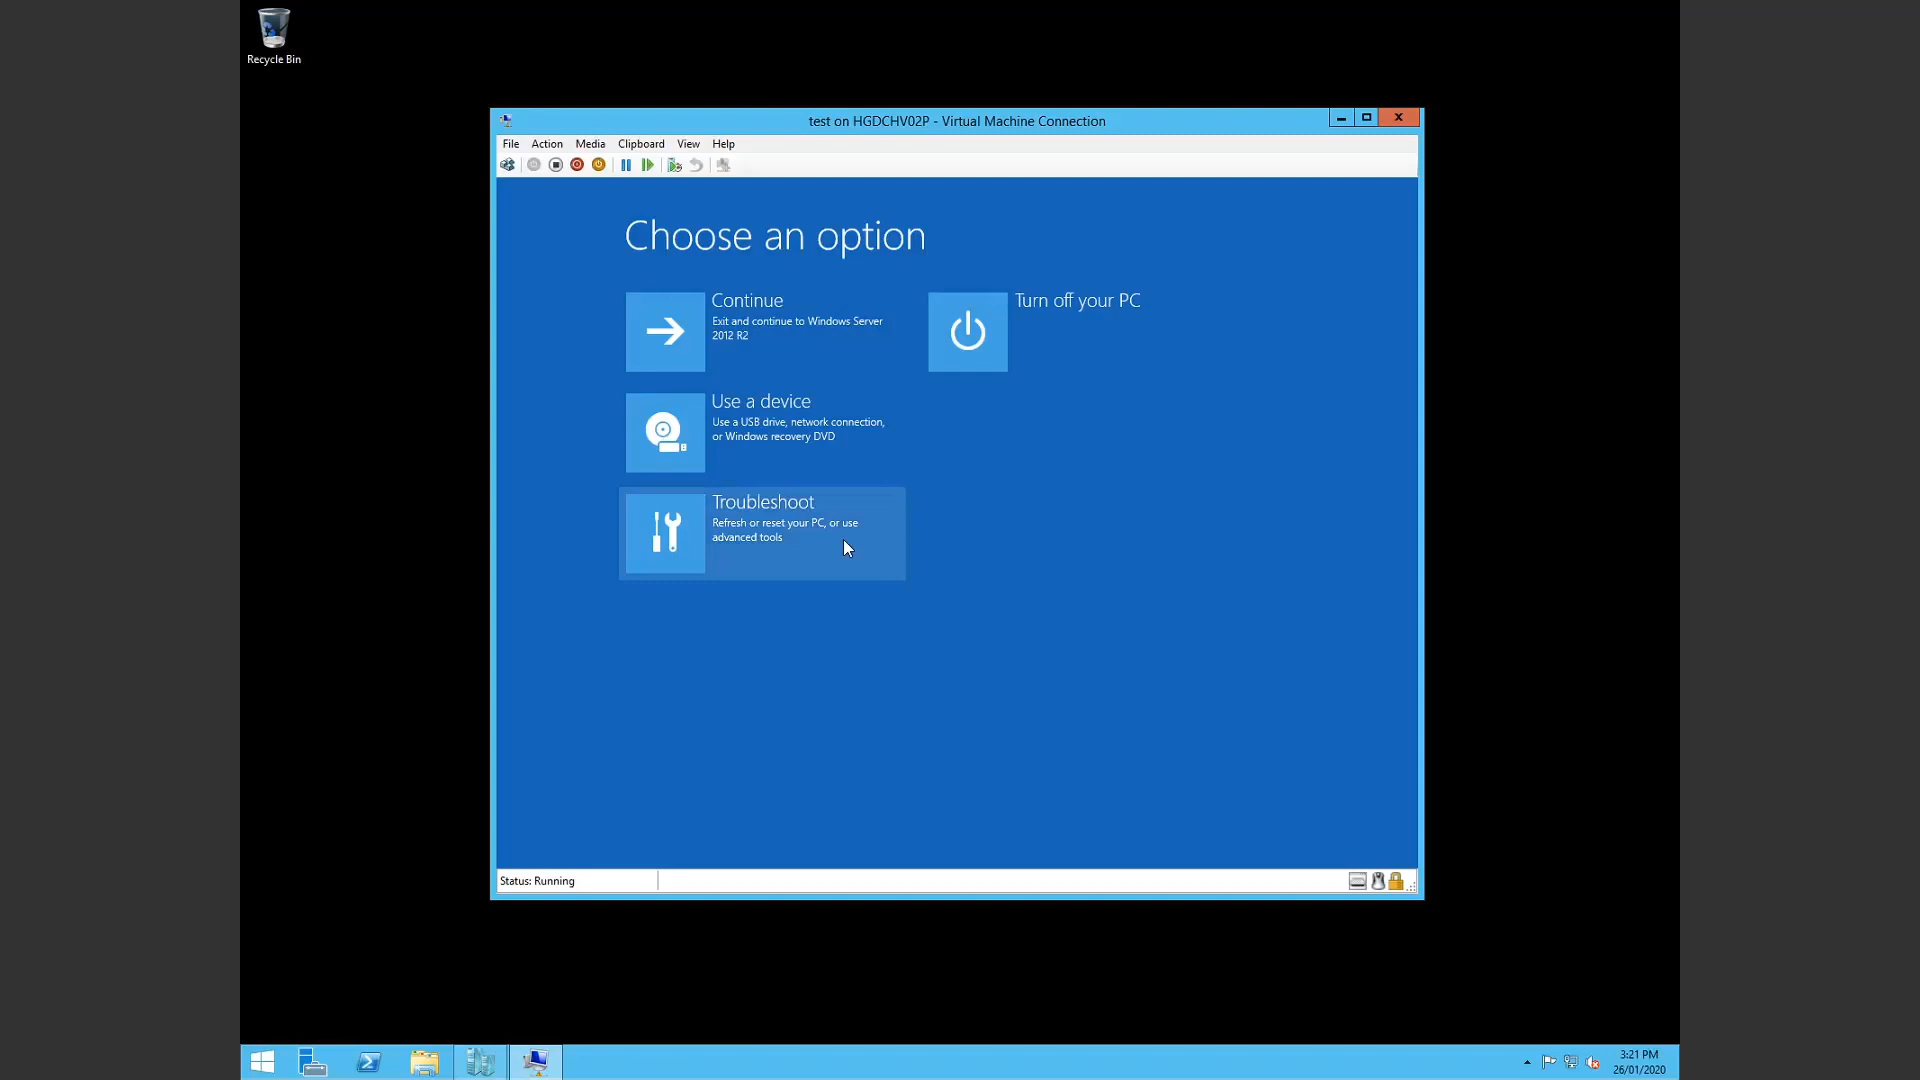 Recycle Bin
test on HGDCHV02P - Virtual Machine Connection
File Action Media Clipboard View Help
Choose an option
Continue
Exit and continue to Windows Server
2012 R2
Turn off your PC
Use a device
Use a USB drive, network connection,
or Windows recovery DVD
Troubleshoot
Refresh or reset your PC, or use
advanced tools
Status: Running
3:21 PM
26/01/2020